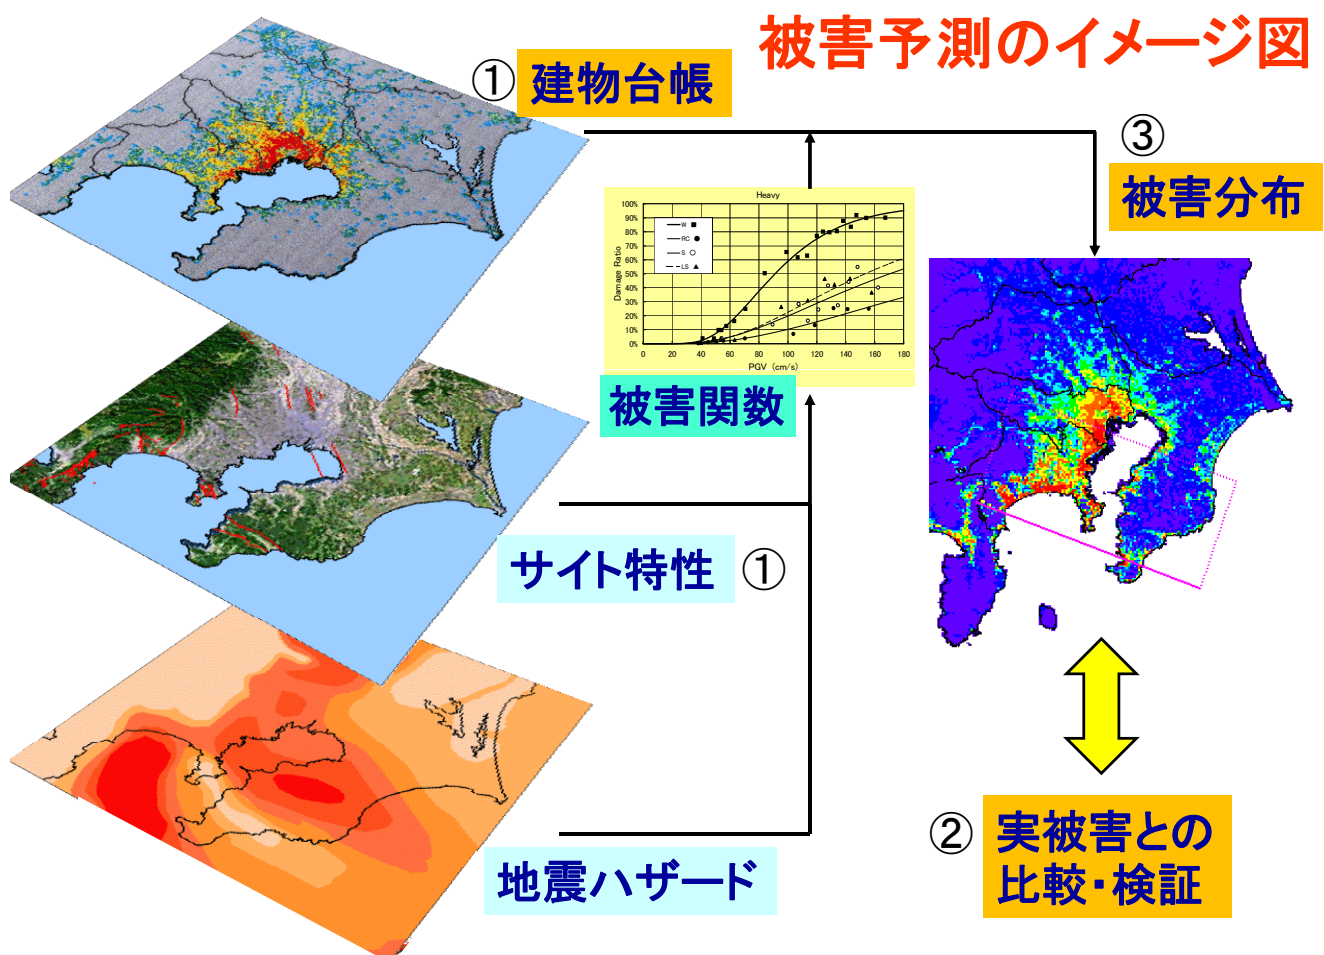 被害予測のイメージ図
① 建物台帳
③
被害分布
Heavy
100%
90%
80%
70%
60%
50%
40%
30%
20%
10%
0%
Damage Ratio
W
RC
S
LS
0 20 40 60 80 100 120 140 160 180
PGV (cm/s)
被害関数
サイト特性 ①
地震ハザード
② 実被害との
比較・検証